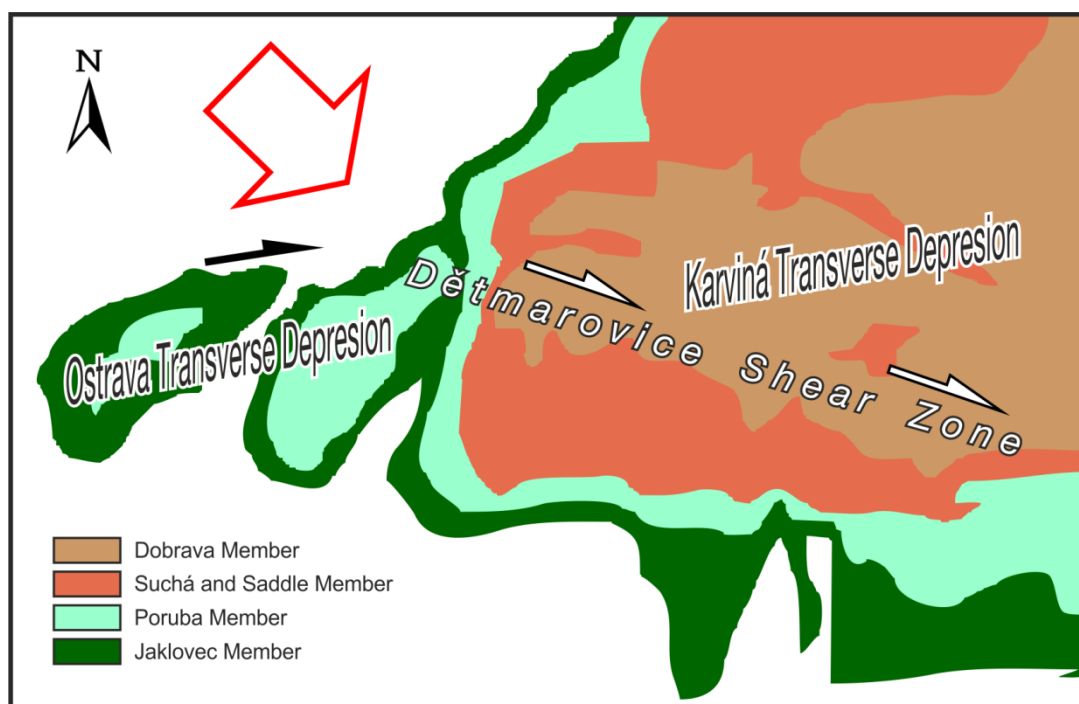 N
Karviná Transverse Depresion
Dětmarovice Shear Zone
Ostrava Transverse Depresion
Dobrava Member
Suchá and Saddle Member
Poruba Member
Jaklovec Member